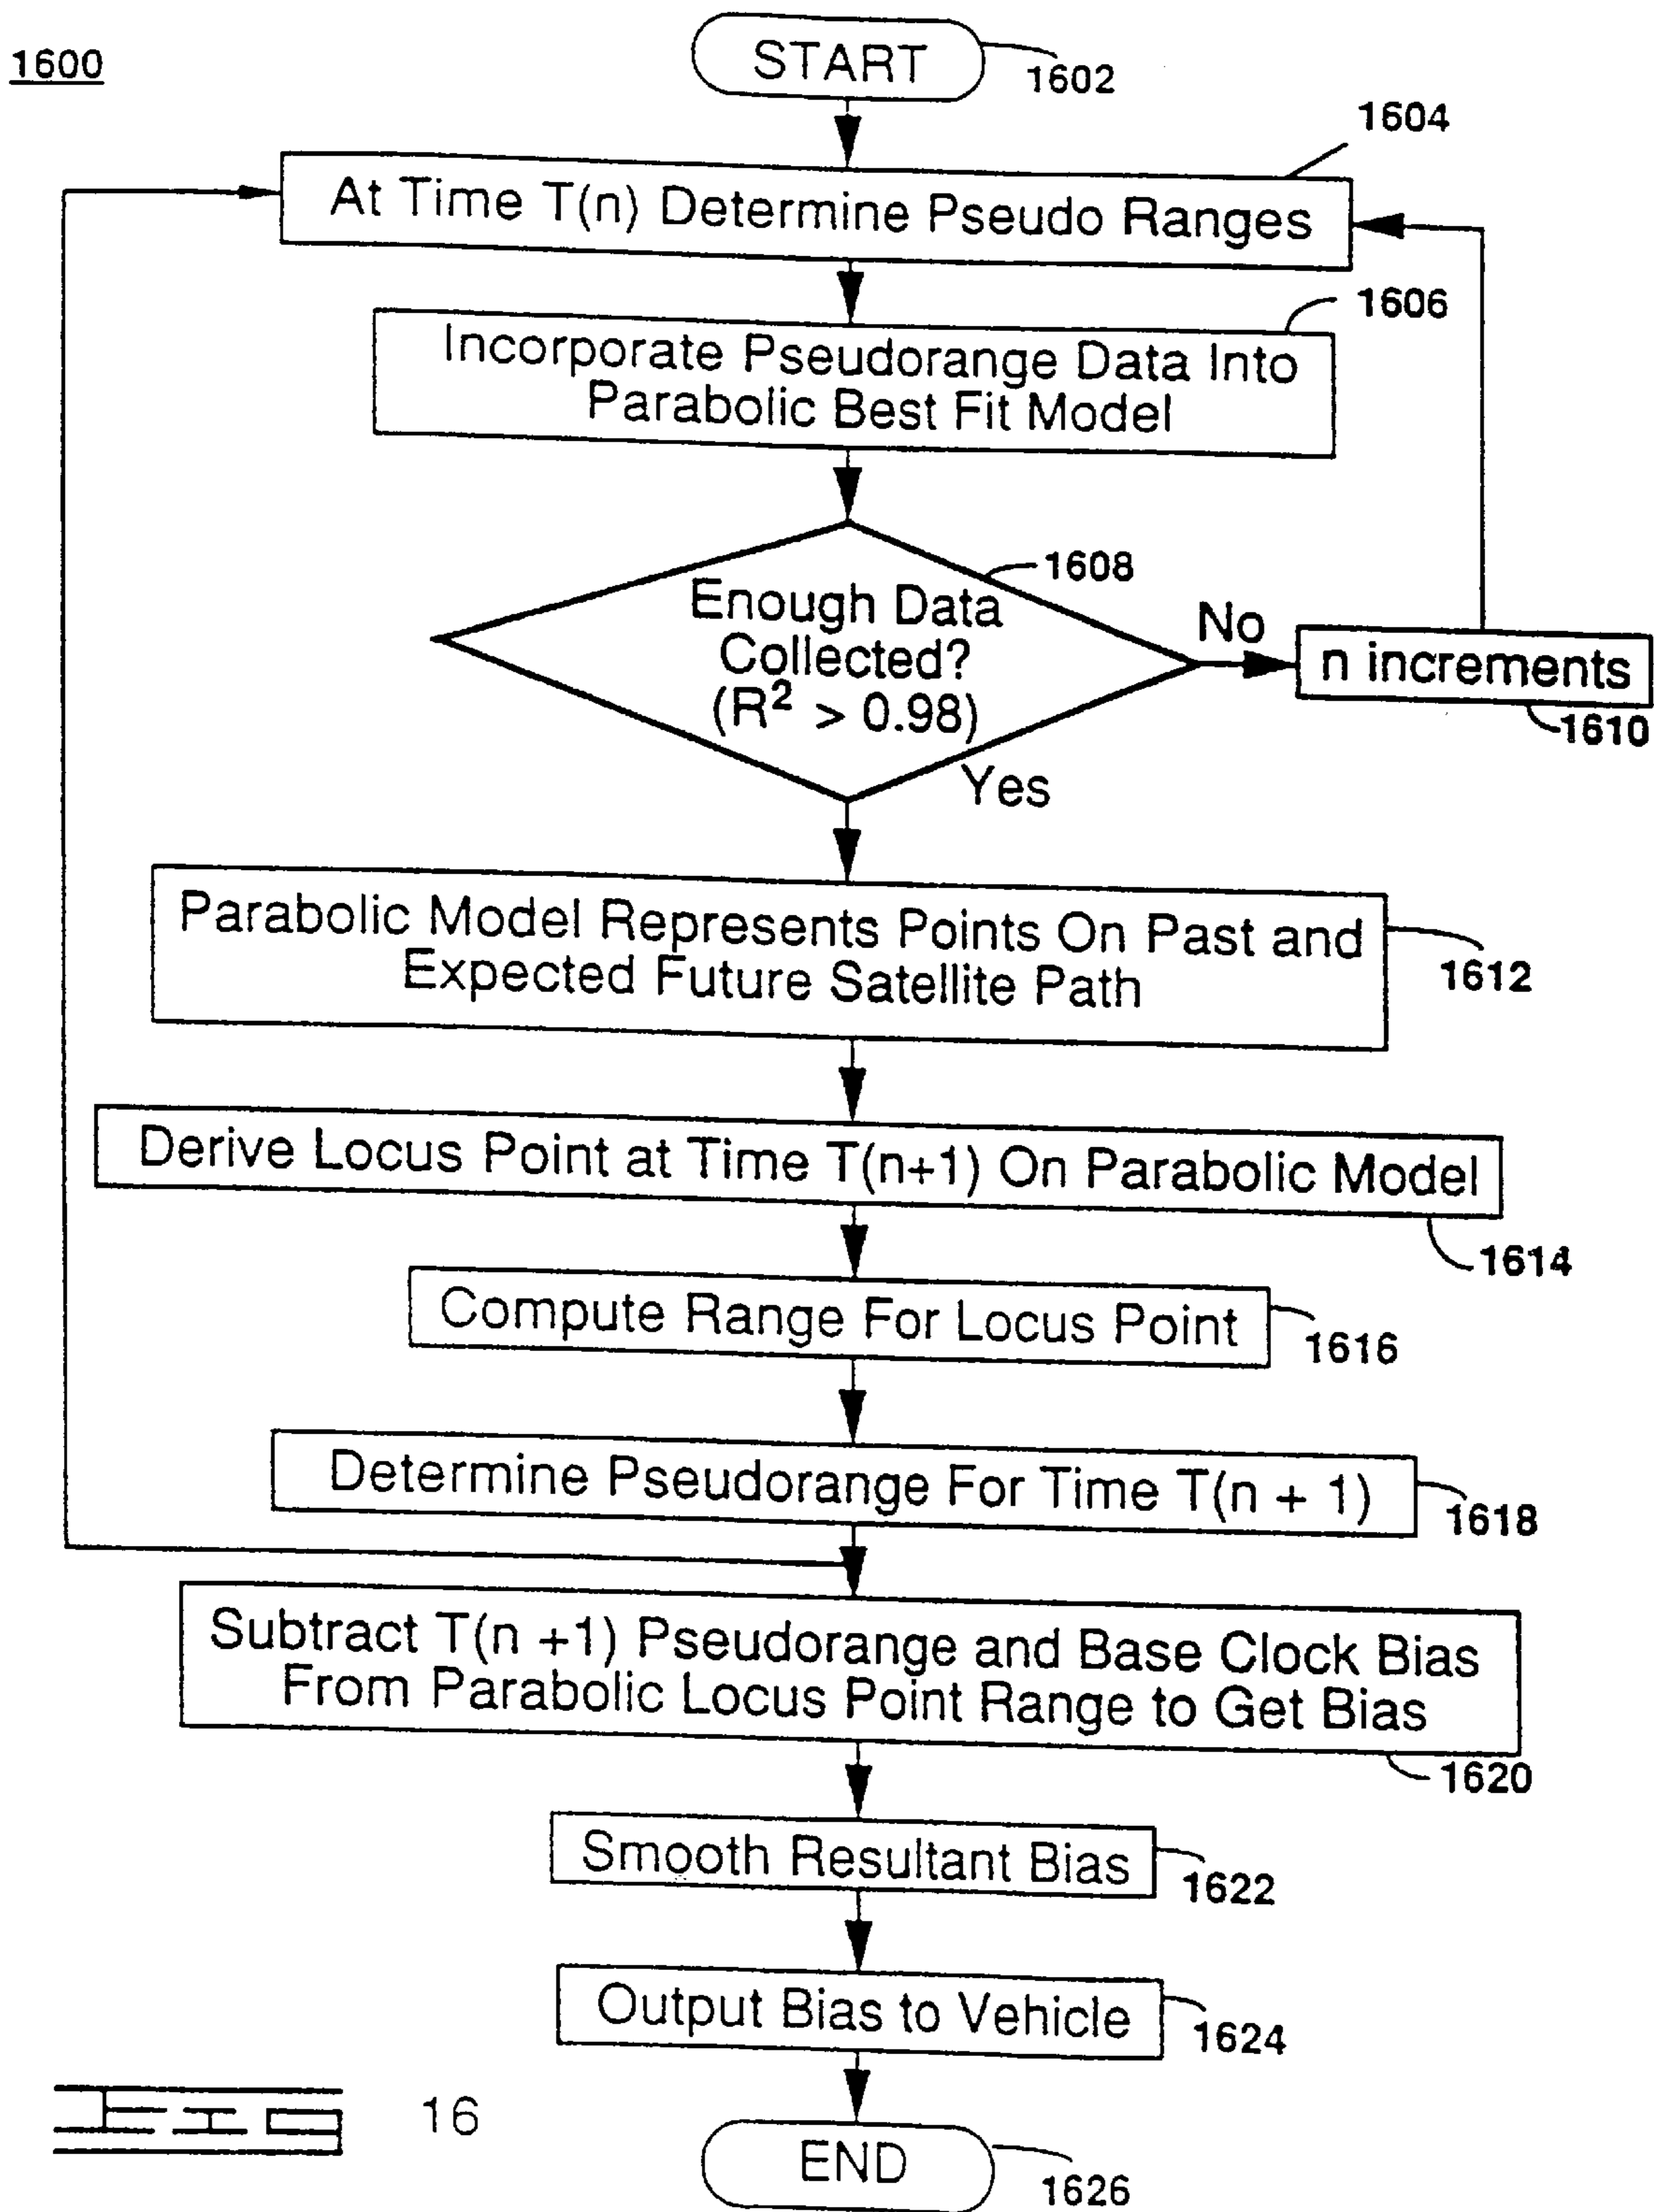 1600
START
1602
1604
At Time T(n) Determine Pseudo Ranges
1606
Incorporate Pseudorange Data Into
Parabolic Best Fit Model
1608
Enough Data
Collected?
(R² > 0.98)
No
n increments
1610
Yes
Parabolic Model Represents Points On Past and
Expected Future Satellite Path
1612
Derive Locus Point at Time T(n+1) On Parabolic Model
1614
Compute Range For Locus Point
1616
Determine Pseudorange For Time T(n + 1)
1618
Subtract T(n +1) Pseudorange and Base Clock Bias
From Parabolic Locus Point Range to Get Bias
1620
Smooth Resultant Bias
1622
Output Bias to Vehicle
1624
FIG 16
END
1626